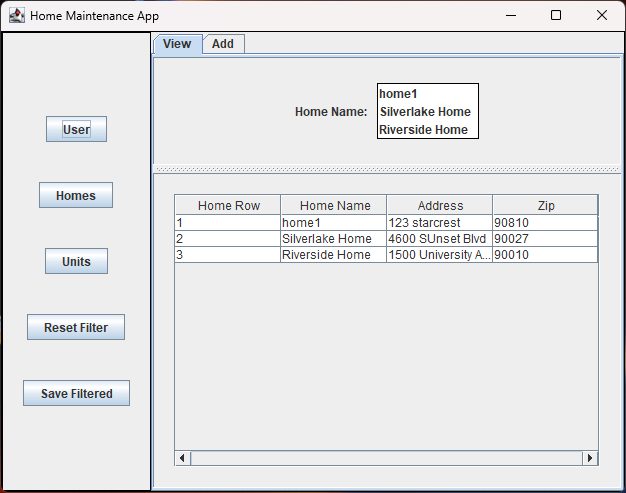 Home Maintenance App
View Add
User
Homes
Units
Reset Filter
Save Filtered
Home Name:
home1
Silverlake Home
Riverside Home
Home Row Home Name Address Zip
1 home1 123 starcrest 90810
2 Silverlake Home 4600 SUnset Blvd 90027
3 Riverside Home 1500 University A... 90010